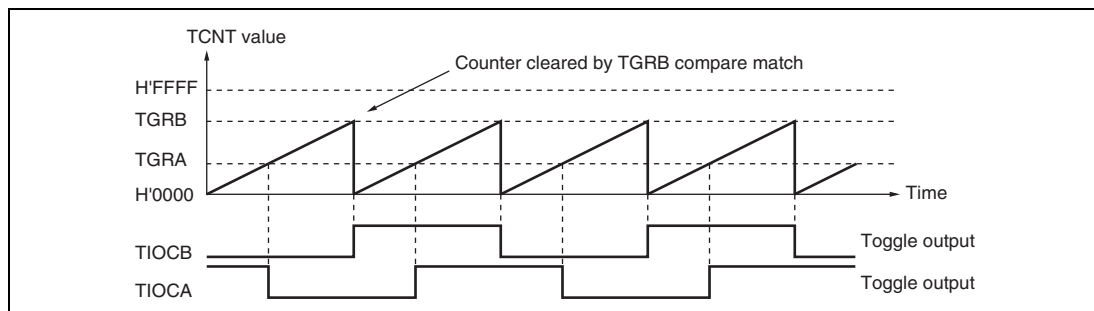 TCNT value
Counter cleared by TGRB compare match
H'FFFF
TGRB
TGRA
H'0000
Time
TIOCB
Toggle output
TIOCA
Toggle output